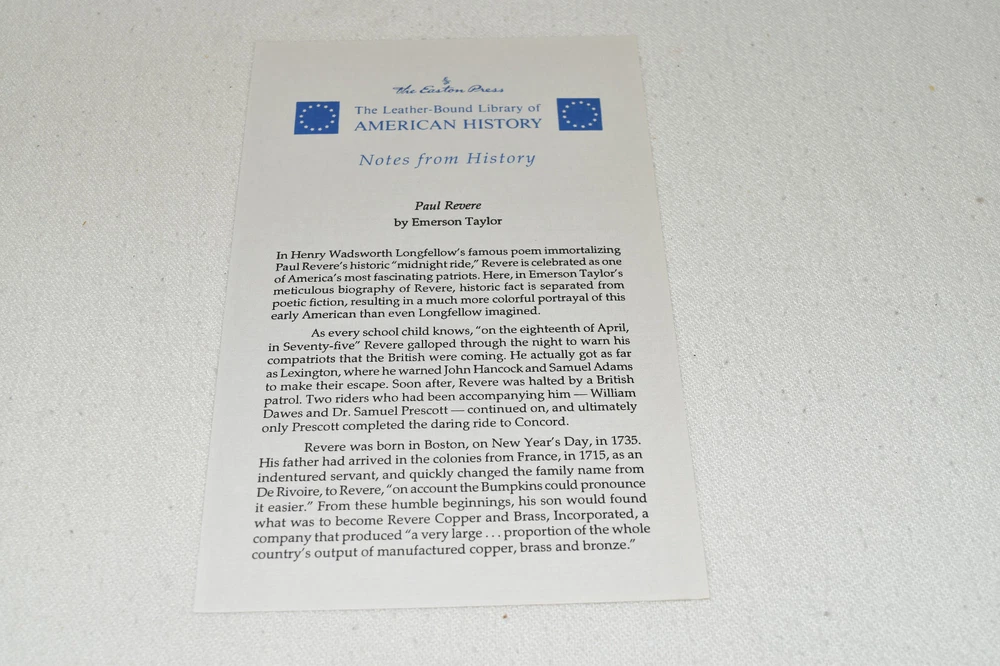 The Easton Press
The Leather-Bound Library of
AMERICAN HISTORY
Notes from History
Paul Revere
by Emerson Taylor
In Henry Wadsworth Longfellow's famous poem immortalizing
Paul Revere's historic “midnight ride,” Revere is celebrated as one
of America's most fascinating patriots. Here, in Emerson Taylor's
meticulous biography of Revere, historic fact is separated from
poetic fiction, resulting in a much more colorful portrayal of this
early American than even Longfellow imagined.
As every school child knows, “on the eighteenth of April,
in Seventy-five” Revere galloped through the night to warn his
compatriots that the British were coming. He actually got as far
as Lexington, where he warned John Hancock and Samuel Adams
to make their escape. Soon after, Revere was halted by a British
patrol. Two riders who had been accompanying him — William
Dawes and Dr. Samuel Prescott — continued on, and ultimately
only Prescott completed the daring ride to Concord.
Revere was born in Boston, on New Year's Day, in 1735.
His father had arrived in the colonies from France, in 1715, as an
indentured servant, and quickly changed the family name from
De Rivoire, to Revere, “on account the Bumpkins could pronounce
it easier.” From these humble beginnings, his son would found
what was to become Revere Copper and Brass, Incorporated, a
company that produced “a very large . . . proportion of the whole
country's output of manufactured copper, brass and bronze.”